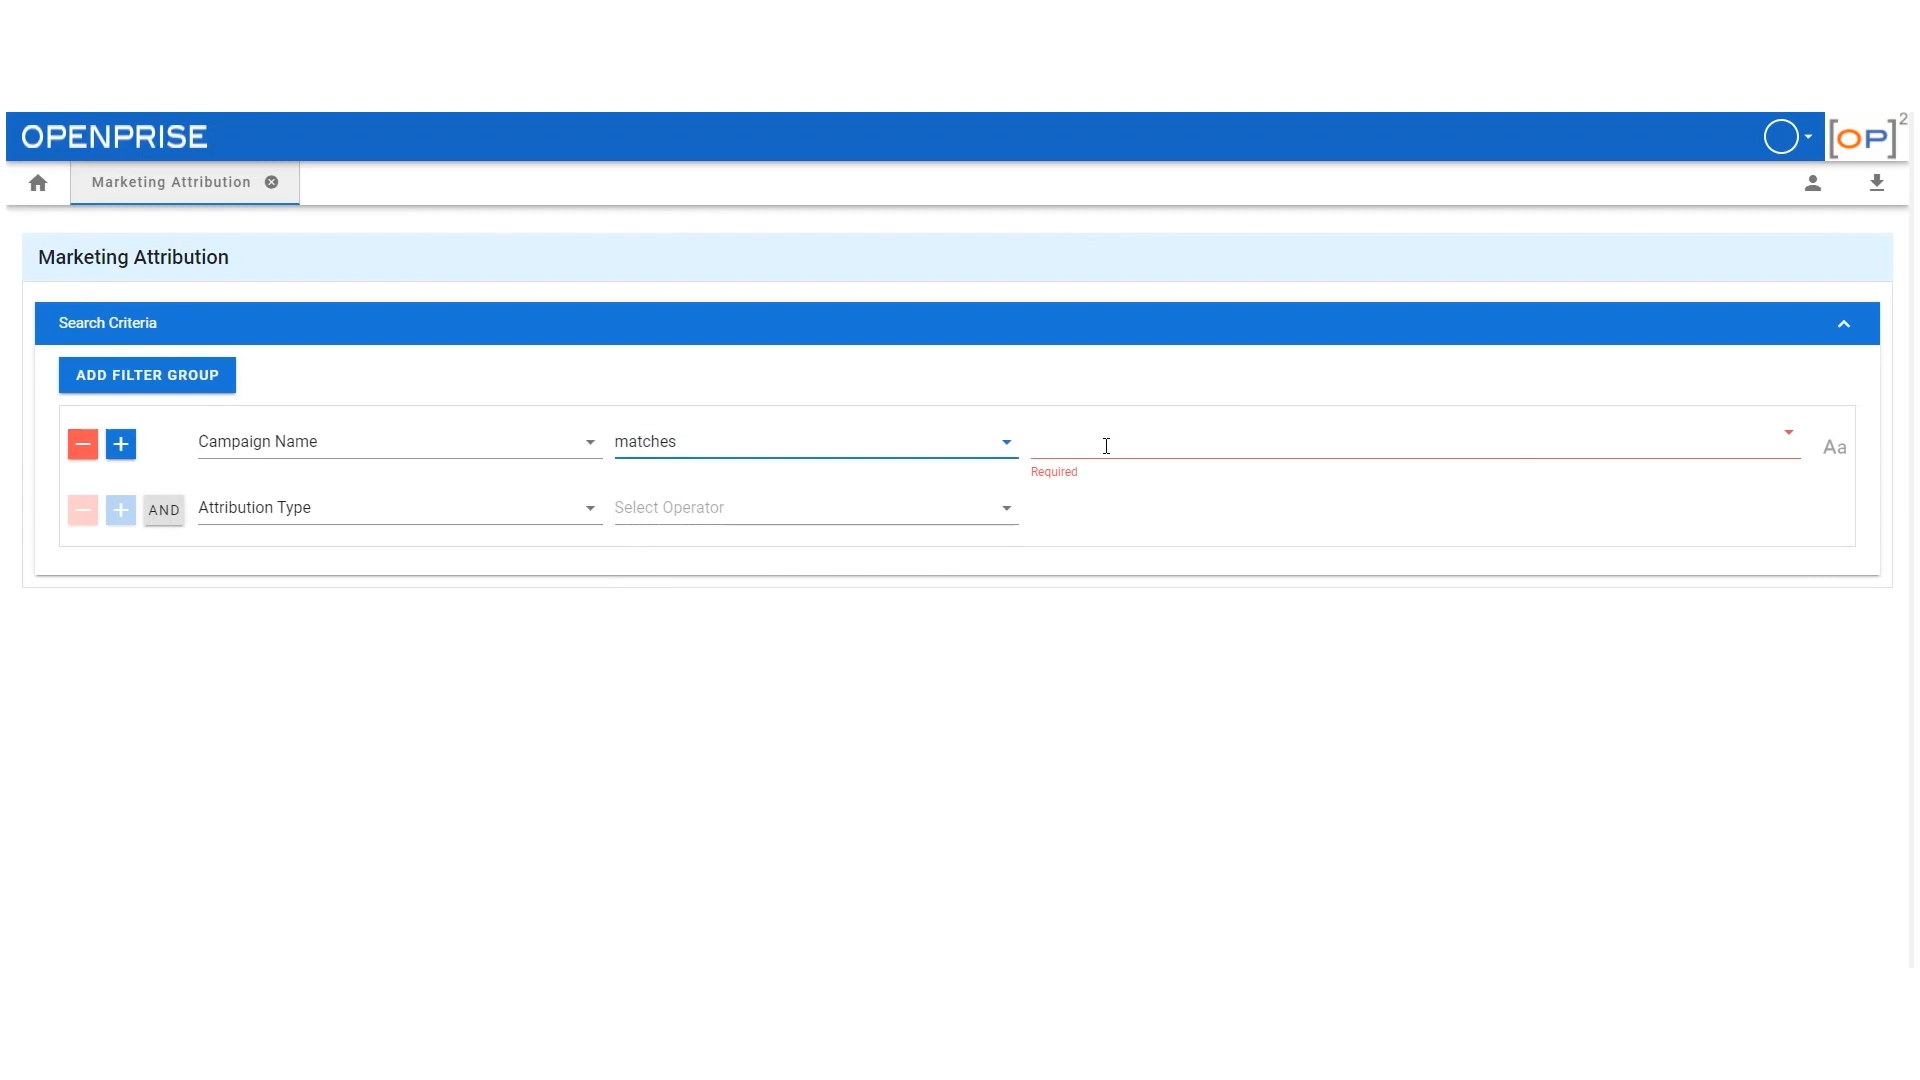 OPENPRISE
[OP]2
Marketing Attribution
Marketing Attribution
Search Criteria
ADD FILTER GROUP
Campaign Name matches Aa
Required
AND Attribution Type Select Operator